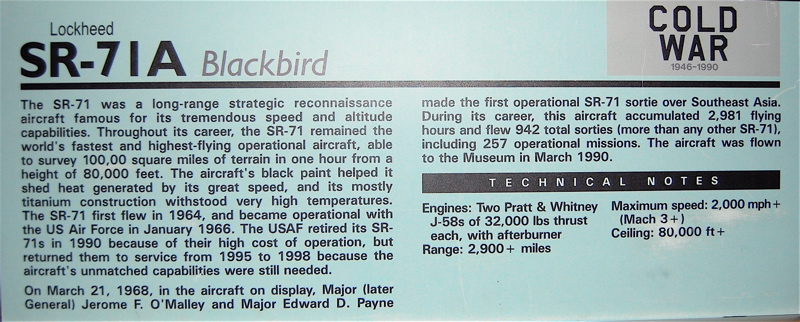 Lockheed
SR-71A Blackbird
COLD
WAR
1946-1990
The SR-71 was a long-range strategic reconnaissance
aircraft famous for its tremendous speed and altitude
capabilities. Throughout its career, the SR-71 remained the
world's fastest and highest-flying operational aircraft, able
to survey 100,00 square miles of terrain in one hour from a
height of 80,000 feet. The aircraft's black paint helped it
shed heat generated by its great speed, and its mostly
titanium construction withstood very high temperatures.
The SR-71 first flew in 1964, and became operational with
the US Air Force in January 1966. The USAF retired its SR-
71s in 1990 because of their high cost of operation, but
returned them to service from 1995 to 1998 because the
aircraft's unmatched capabilities were still needed.
On March 21, 1968, in the aircraft on display, Major (later
General) Jerome F. O'Malley and Major Edward D. Payne
made the first operational SR-71 sortie over Southeast Asia.
During its career, this aircraft accumulated 2,981 flying
hours and flew 942 total sorties (more than any other SR-71),
including 257 operational missions. The aircraft was flown
to the Museum in March 1990.
TECHNICAL NOTES
Engines: Two Pratt & Whitney
J-58s of 32,000 lbs thrust
each, with afterburner
Range: 2,900+ miles
Maximum speed: 2,000 mph+
(Mach 3+)
Ceiling: 80,000 ft+